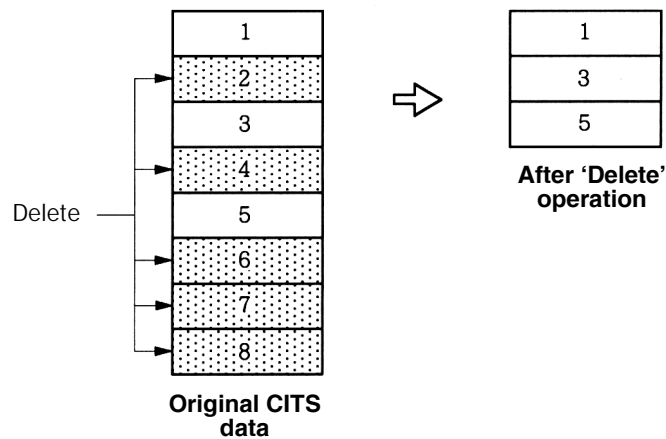 1
2
3
4
5
6
7
8
Delete
Original CITS
data
1
3
5
After ‘Delete’
operation